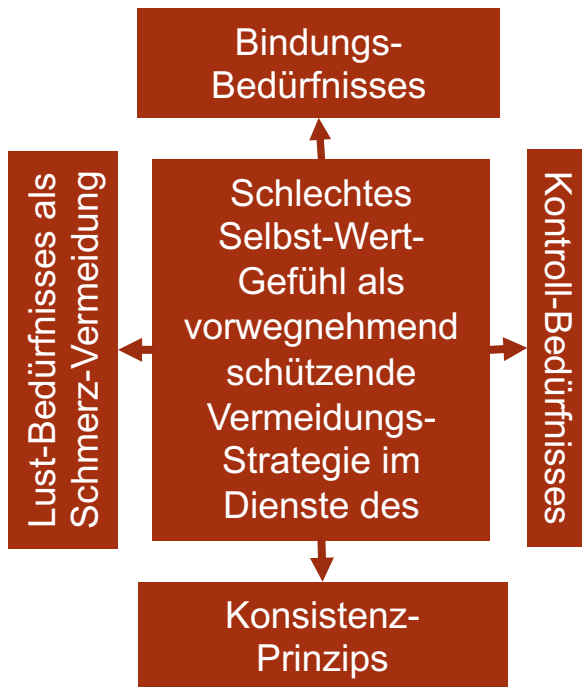 Bindungs-
Bedürfnisses
Lust-Bedürfnisses als
Schmerz-Vermeidung
Schlechtes
Selbst-Wert-
Gefühl als
vorwegnehmend
schützende
Vermeidungs-
Strategie im
Dienste des
Kontroll-Bedürfnisses
Konsistenz-
Prinzips